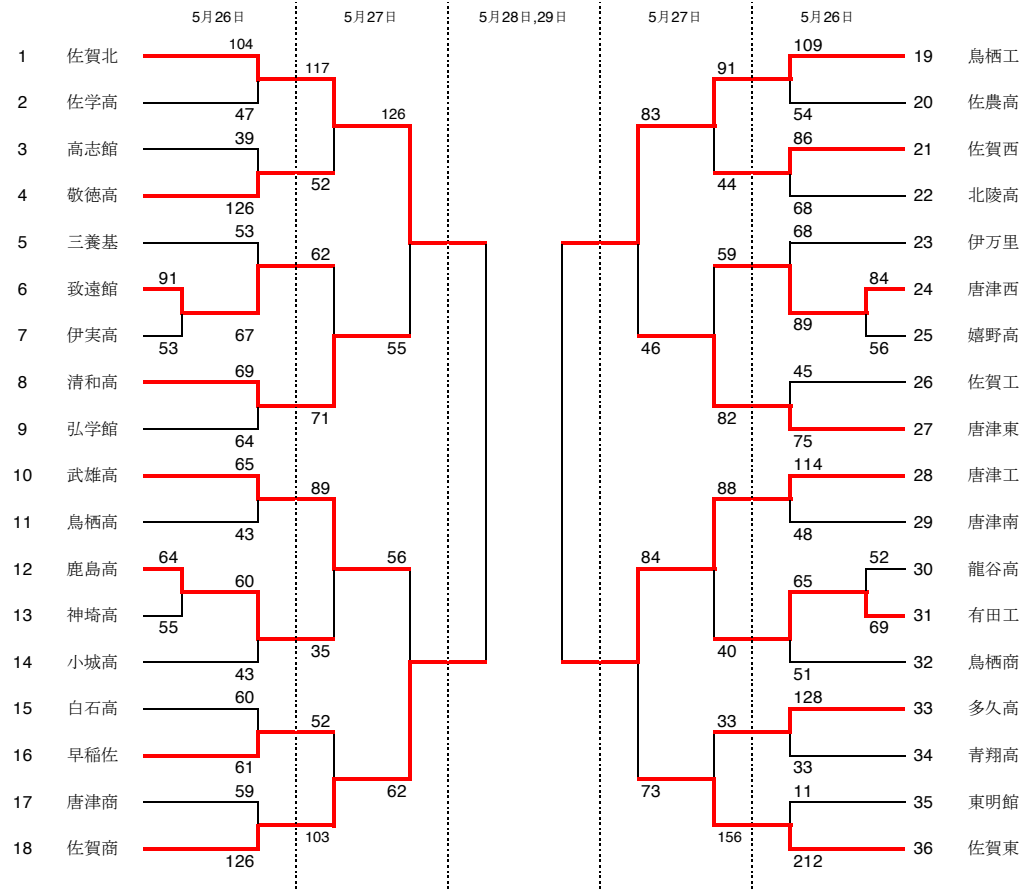 5月26日 5月27日 5月28日,29日 5月27日 5月26日
104 109
1 佐賀北 117 91 19 鳥栖工
2 佐学高 20 佐農高
47 126 83 54
39 86
3 高志館 21 佐賀西
52 44
4 敬徳高 22 北陵高
126 68
53 68
5 三養基 23 伊万里
62 59
91 84
6 致遠館 24 唐津西
89
7 伊実高 67 25 嬉野高
53 55 46 56
69 45
8 清和高 26 佐賀工
71 82
9 弘学館 27 唐津東
64 75
65 114
10 武雄高 28 唐津工
89 88
11 鳥栖高 29 唐津南
43 48
64 56 84 52
12 鹿島高 30 龍谷高
60 65
13 神埼高 31 有田工
55 69
35 40
14 小城高 32 鳥栖商
43 51
60 128
15 白石高 33 多久高
52 33
16 早稲佐 34 青翔高
61 33
59 62 73 11
17 唐津商 35 東明館
103 156
18 佐賀商 36 佐賀東
126 212